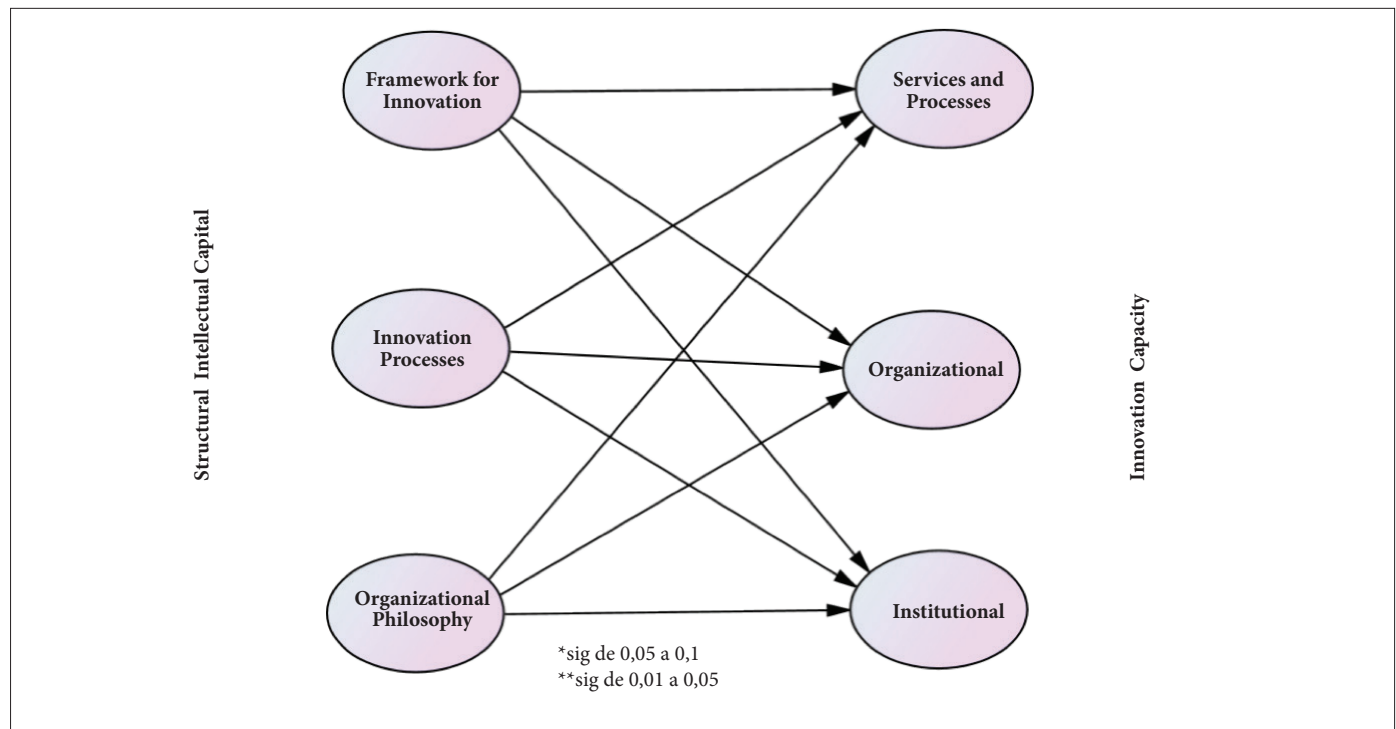 Framework for
Innovation
Services and
Processes
Structural Intellectual Capital
Innovation
Processes
Organizational
Innovation Capacity
Organizational
Philosophy
Institutional
*sig de 0,05 a 0,1
**sig de 0,01 a 0,05